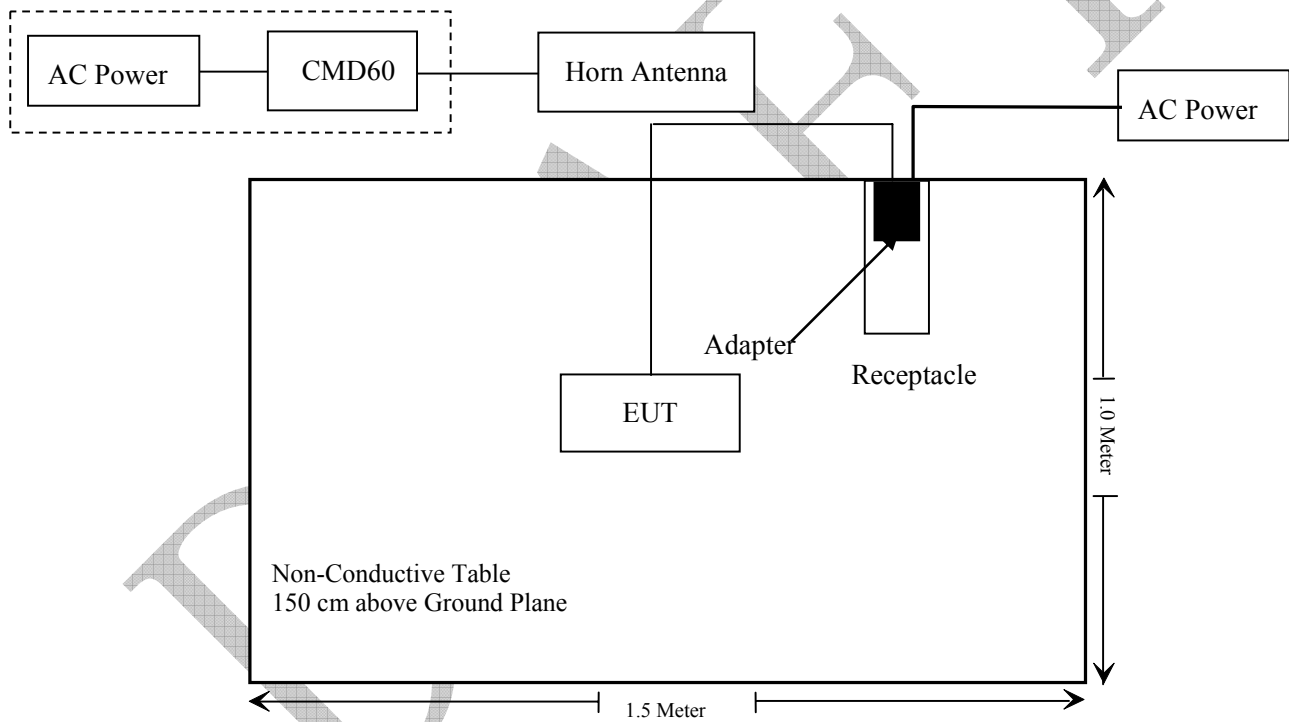 AC Power
CMD60
Horn Antenna
AC Power
Adapter
Receptacle
EUT
1.0 Meter
Non-Conductive Table
150 cm above Ground Plane
1.5 Meter